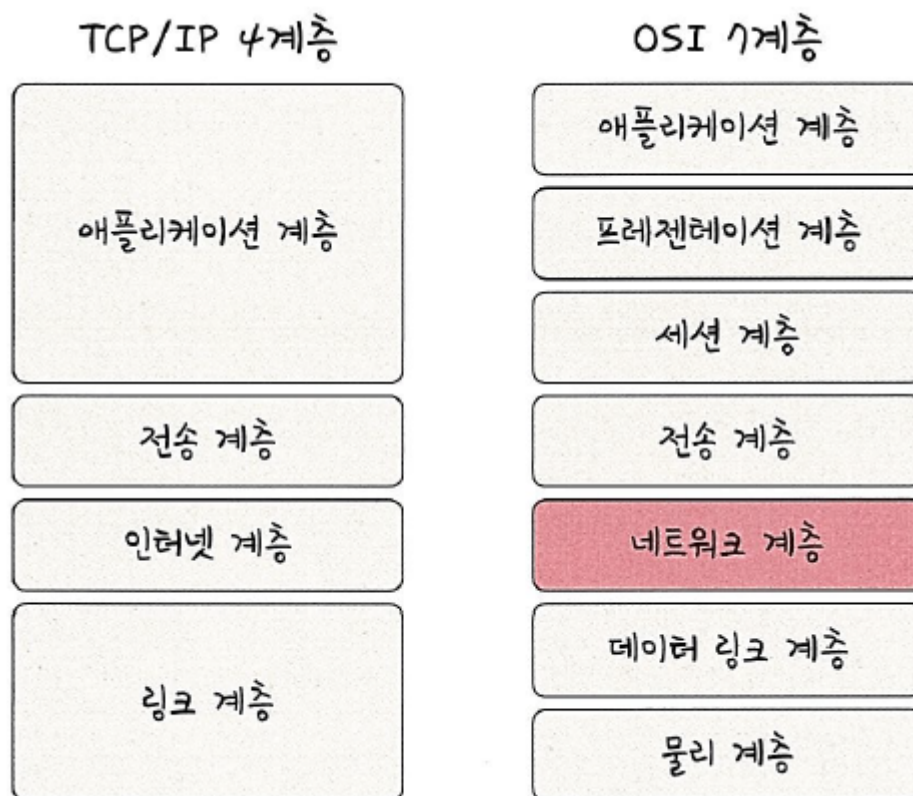 TCP/IP 4계층
애플리케이션 계층
전송 계층
인터넷 계층
링크 계층
OSI 7계층
애플리케이션 계층
프레젠테이션 계층
세션 계층
전송 계층
네트워크 계층
데이터 링크 계층
물리 계층